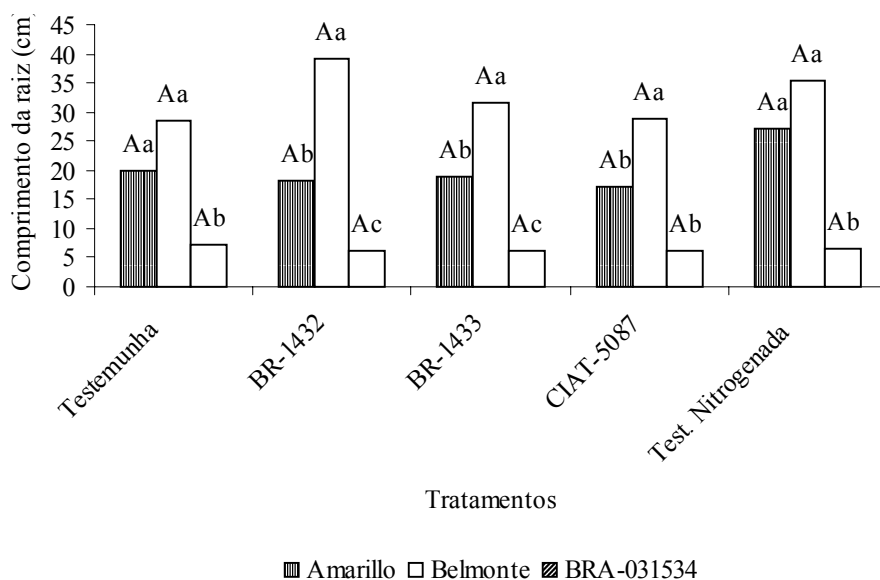 Comprimento da raiz (cm)
45
40
35
30
25
20
15
10
5
0
Aa Aa Ab
Ab Aa Ac
Ab Aa Ac
Ab Aa Ab
Aa Aa Ab
Testemunha
BR-1432
BR-1433
CIAT-5087
Test. Nitrogenada
Tratamentos
Amarillo Belmonte BRA-031534